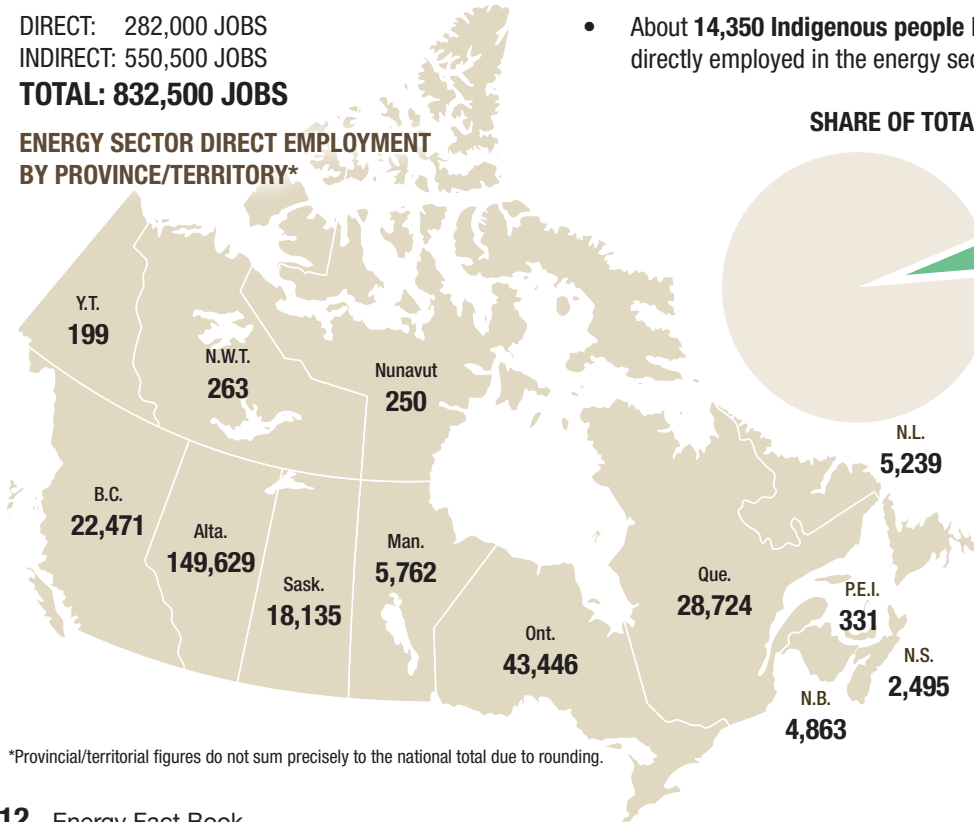 DIRECT: 282,000 JOBS
INDIRECT: 550,500 JOBS
TOTAL: 832,500 JOBS
ENERGY SECTOR DIRECT EMPLOYMENT
BY PROVINCE/TERRITORY*
• About 14,350 Indigenous people
directly employed in the energy
SHARE OF
Y.T.
199
N.W.T.
263
Nunavut
250
B.C.
22,471
Alta.
149,629
Sask.
18,135
Man.
5,762
Ont.
43,446
Que.
28,724
N.L.
5,239
P.E.I.
331
N.S.
2,495
N.B.
4,863
*Provincial/territorial figures do not sum precisely to the national total due to rounding.
12 Energy Fact Book